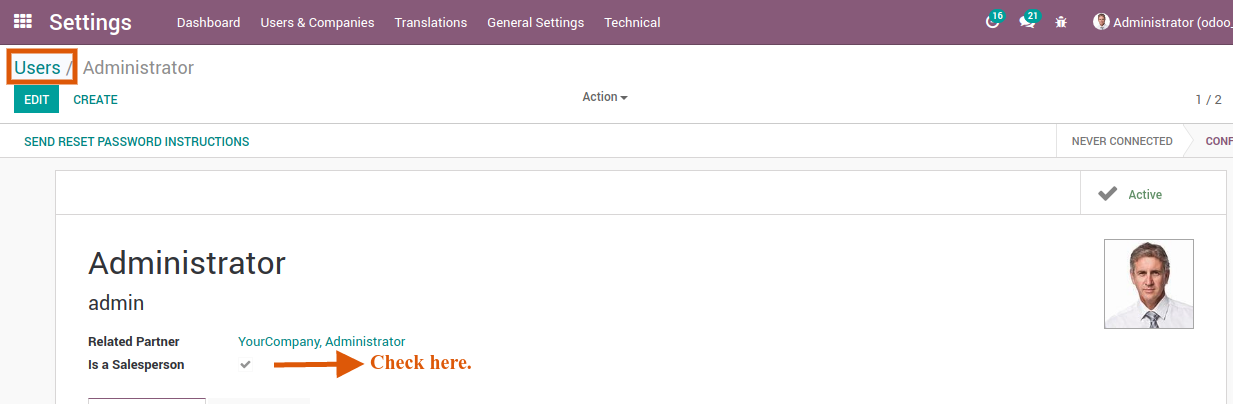 Settings Dashboard Users & Companies Translations General Settings Technical 16 21 Administrator (odoo_
Users / Administrator
EDIT CREATE Action 1 / 2
SEND RESET PASSWORD INSTRUCTIONS NEVER CONNECTED CONF
Active
Administrator
admin
Related Partner YourCompany, Administrator
Is a Salesperson Check here.